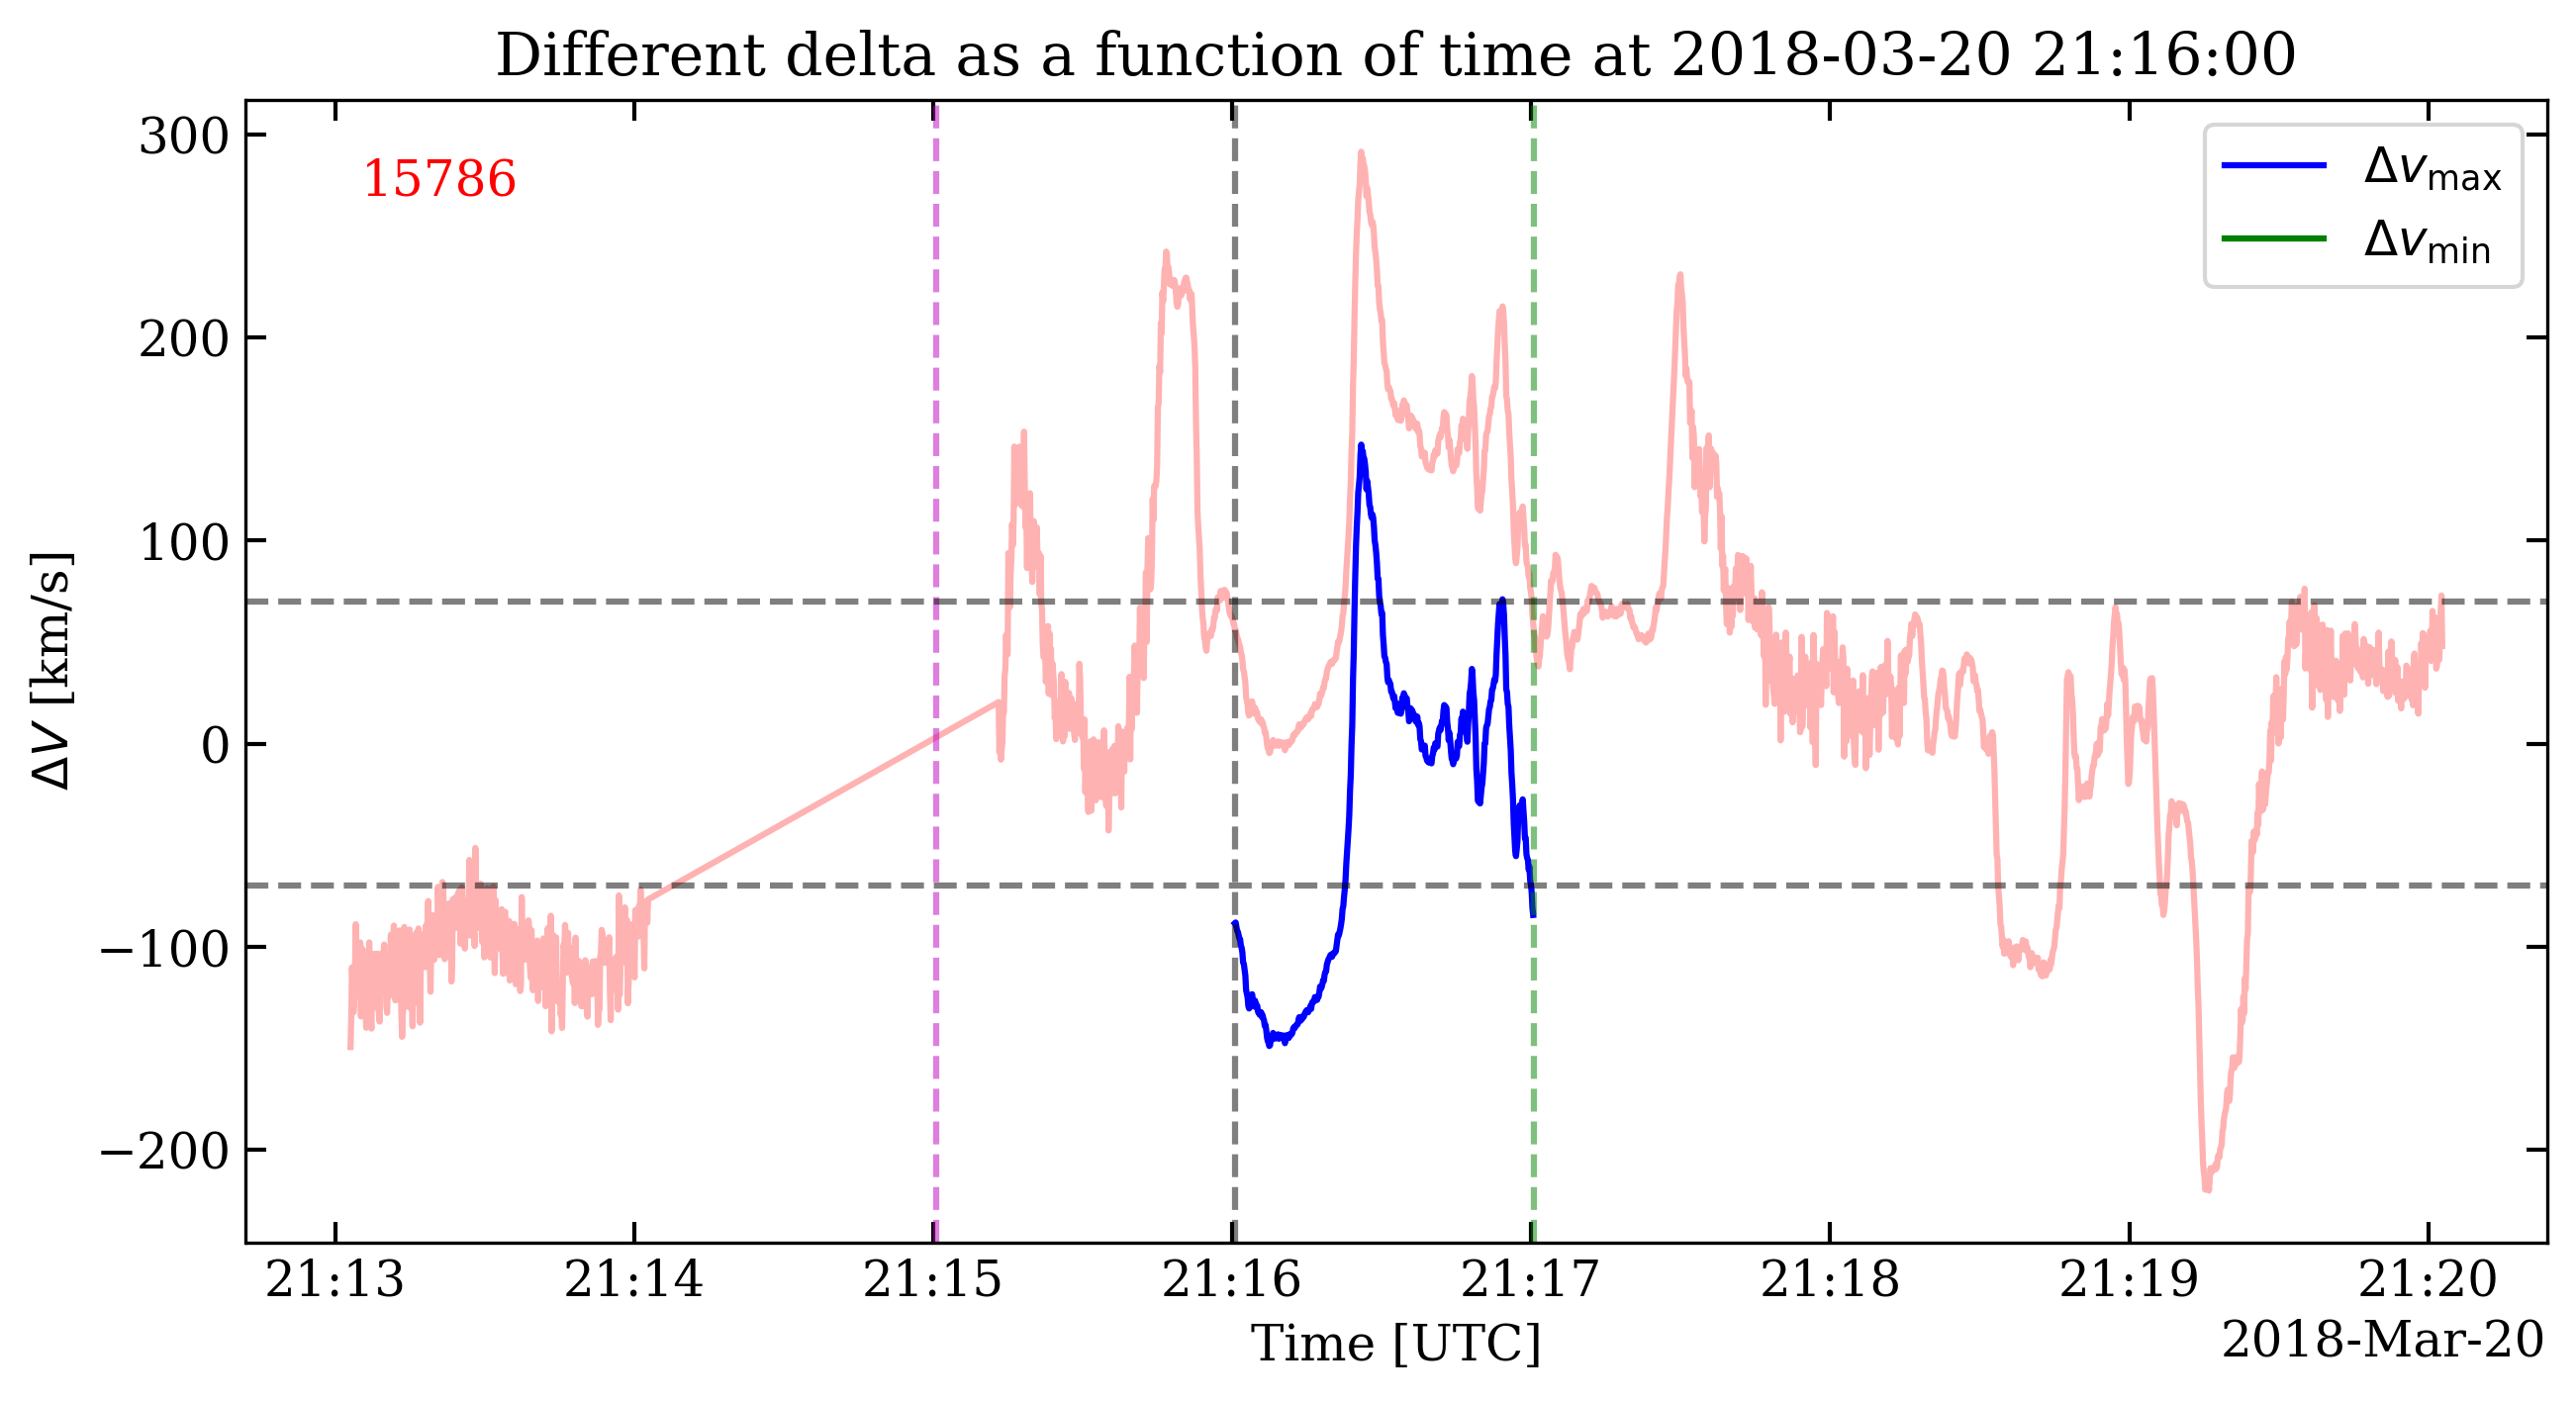 Different delta as a function of time at 2018-03-20 21:16:00
300
200
100
0
−100
−200
ΔV [km/s]
15786
Δv_max
Δv_min
21:13 21:14 21:15 21:16 21:17 21:18 21:19 21:20
Time [UTC]
2018-Mar-20